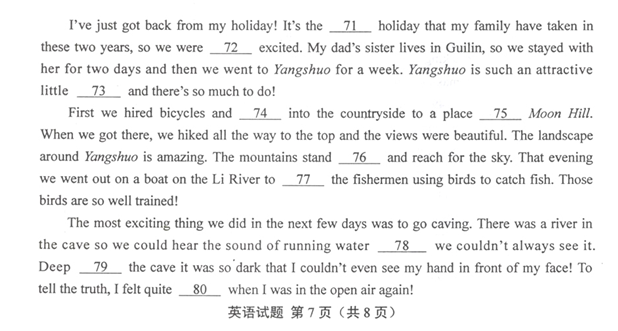 I've just got back from my holiday! It's the 71 holiday that my family have taken in
these two years, so we were 72 excited. My dad's sister lives in Guilin, so we stayed with
her for two days and then we went to Yangshuo for a week. Yangshuo is such an attractive
little 73 and there's so much to do!
First we hired bicycles and 74 into the countryside to a place 75 Moon Hill.
When we got there, we hiked all the way to the top and the views were beautiful. The landscape
around Yangshuo is amazing. The mountains stand 76 and reach for the sky. That evening
we went out on a boat on the Li River to 77 the fishermen using birds to catch fish. Those
birds are so well trained!
The most exciting thing we did in the next few days was to go caving. There was a river in
the cave so we could hear the sound of running water 78 we couldn't always see it.
Deep 79 the cave it was so dark that I couldn't even see my hand in front of my face! To
tell the truth, I felt quite 80 when I was in the open air again!
英语试题 第 7 页（共 8 页）